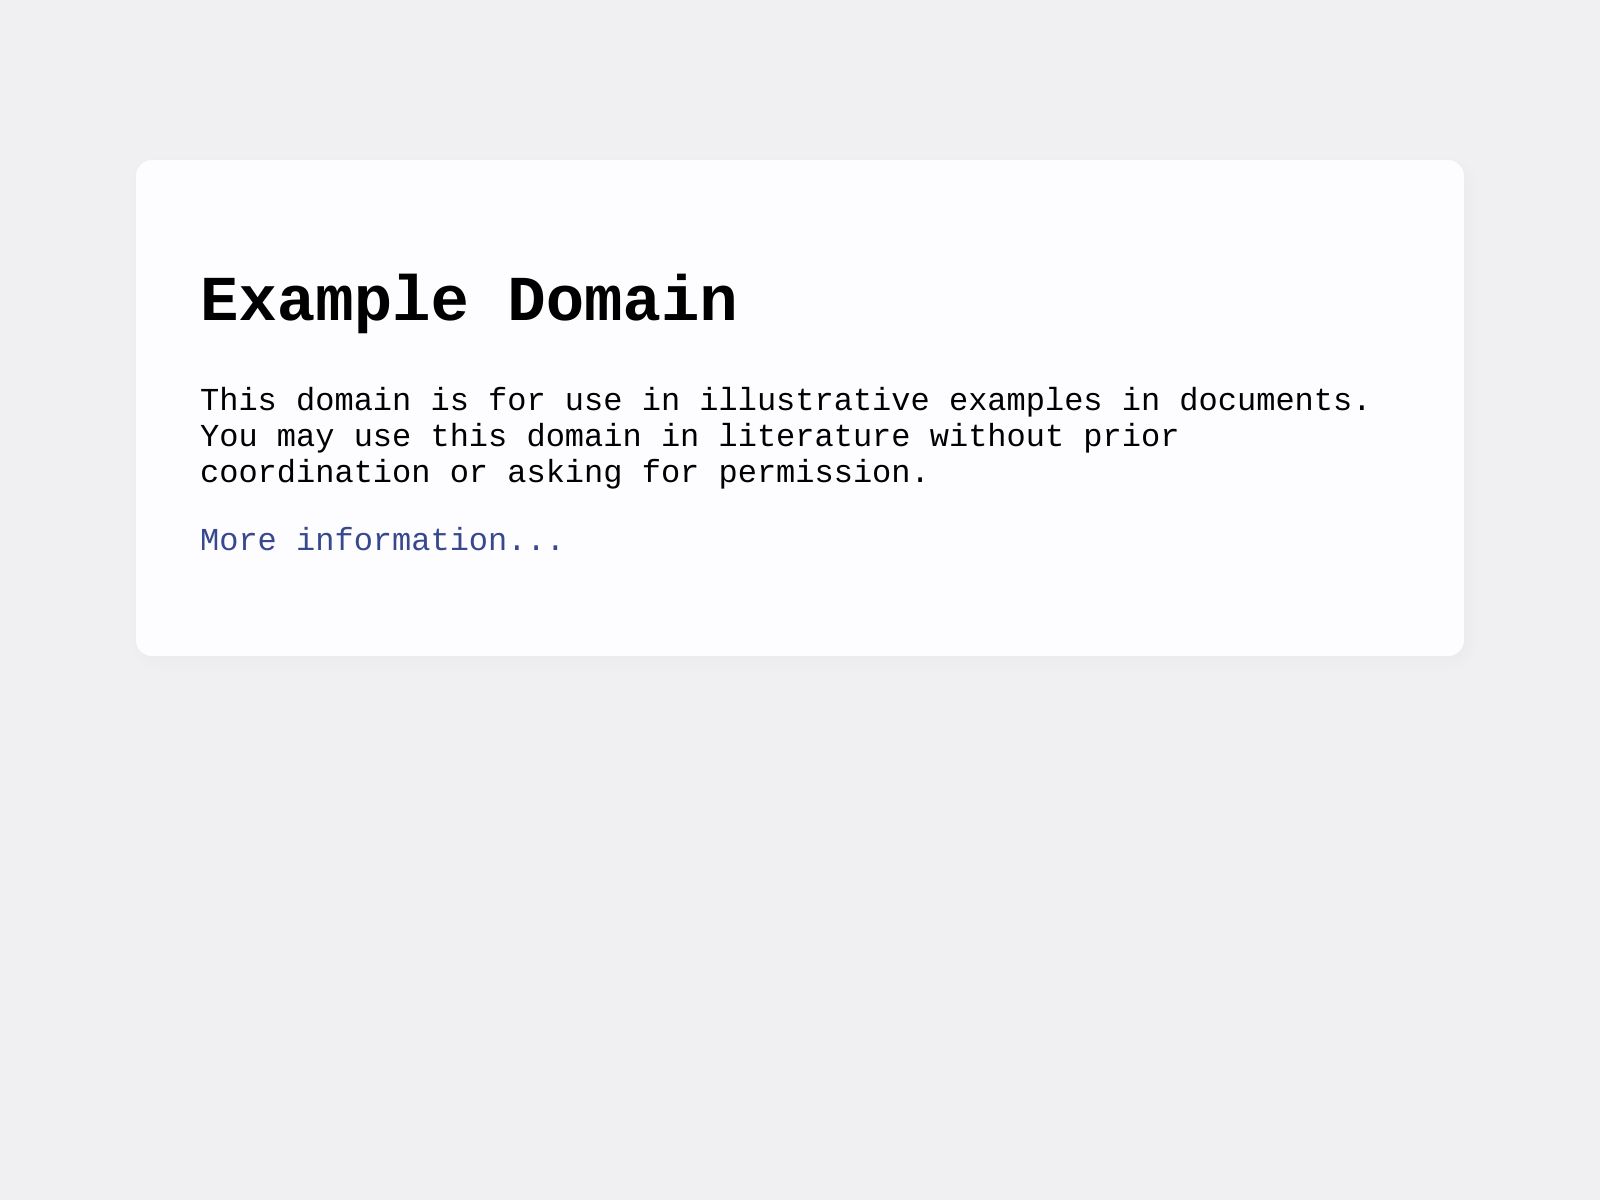 Example Domain
This domain is for use in illustrative examples in documents.
You may use this domain in literature without prior
coordination or asking for permission.
More information...